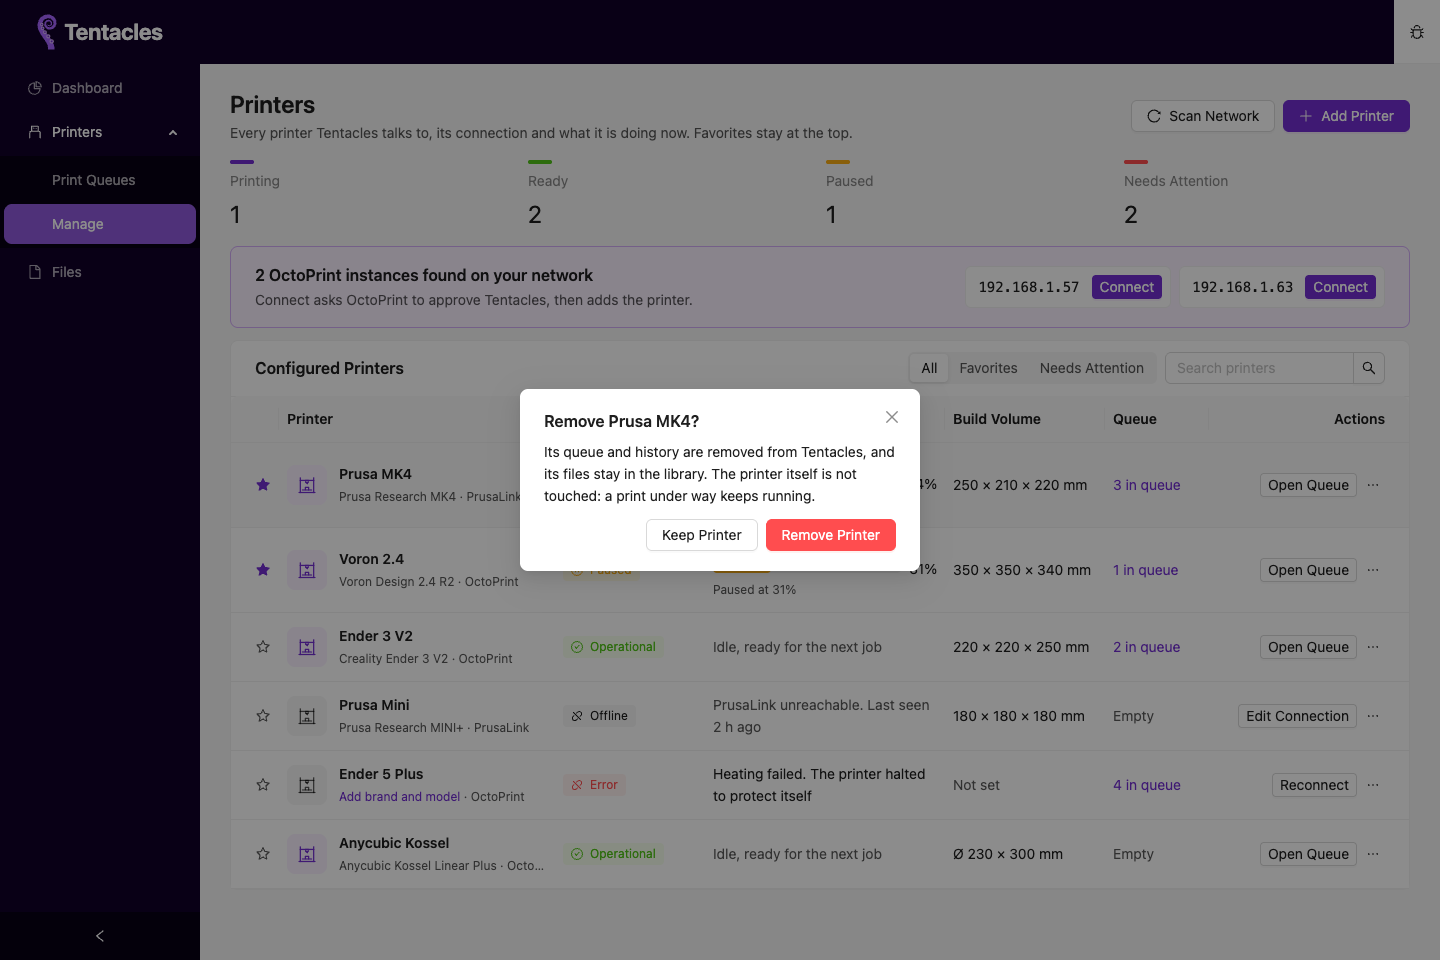 Tentacles
Dashboard
Printers
Print Queues
Manage
Files
Printers
Every printer Tentacles talks to, its connection and what it is doing now. Favorites stay at the top.
Scan Network
Add Printer
Printing
1
Ready
2
Paused
1
Needs Attention
2
2 OctoPrint instances found on your network
Connect asks OctoPrint to approve Tentacles, then adds the printer.
192.168.1.57 Connect
192.168.1.63 Connect
Configured Printers
All Favorites Needs Attention
Search printers
Printer Build Volume Queue Actions
Prusa MK4
Prusa Research MK4 · PrusaLink
4% 250 × 210 × 220 mm 3 in queue Open Queue
Remove Prusa MK4?
Its queue and history are removed from Tentacles, and
its files stay in the library. The printer itself is not
touched: a print under way keeps running.
Keep Printer Remove Printer
Voron 2.4
Voron Design 2.4 R2 · OctoPrint
Paused
Paused at 31%
350 × 350 × 340 mm 1 in queue Open Queue
Ender 3 V2
Creality Ender 3 V2 · OctoPrint
Operational
Idle, ready for the next job
220 × 220 × 250 mm 2 in queue Open Queue
Prusa Mini
Prusa Research MINI+ · PrusaLink
Offline
PrusaLink unreachable. Last seen
2 h ago
180 × 180 × 180 mm Empty Edit Connection
Ender 5 Plus
Add brand and model · OctoPrint
Error
Heating failed. The printer halted
to protect itself
Not set 4 in queue Reconnect
Anycubic Kossel
Anycubic Kossel Linear Plus · Octo...
Operational
Idle, ready for the next job
Ø 230 × 300 mm Empty Open Queue